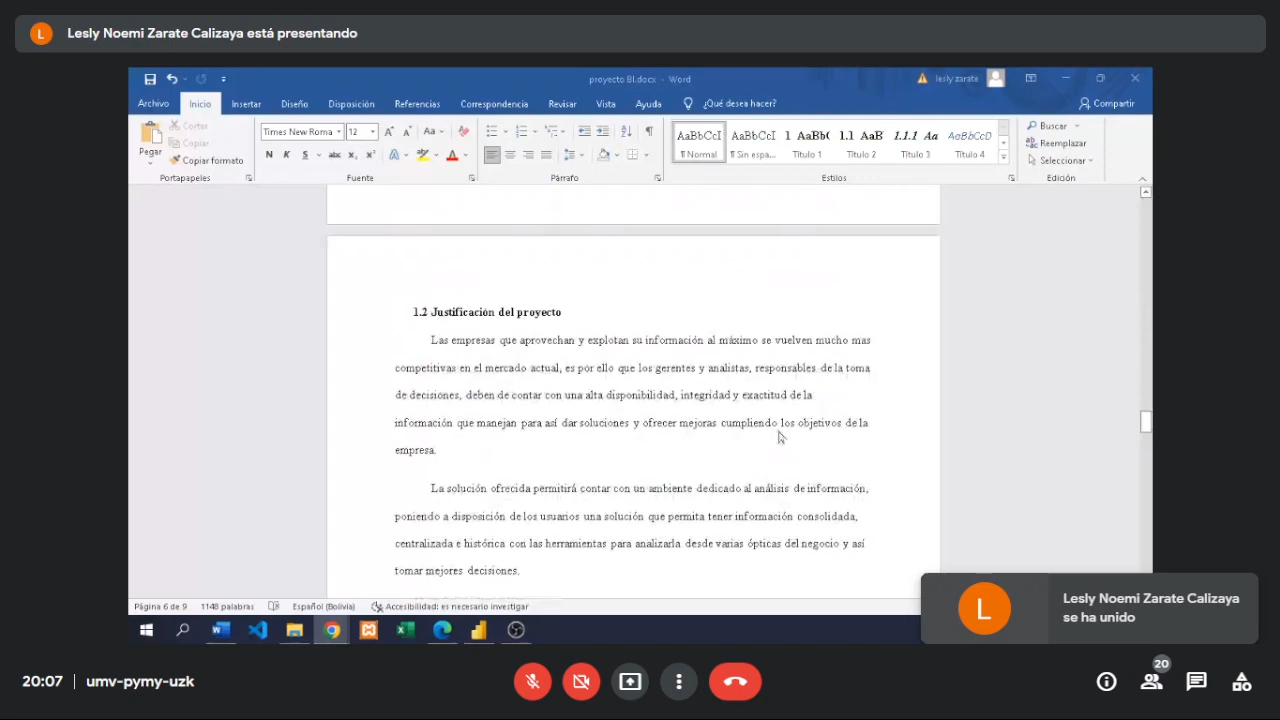 L Lesly Noemi Zarate Calizaya está presentando
proyecto BI.docx - Word
lesly zarate
Archivo Inicio Insertar Diseño Disposición Referencias Correspondencia Revisar Vista Ayuda ¿Qué desea hacer? Compartir
Pegar
Cortar
Copiar
Copiar formato
Portapapeles
Times New Roma 12
N K S abc x₂ x²
Fuente
Párrafo
AaBbCcI AaBbCcI 1 AaBbC 1.1 AaB 1.1.1 Aa AaBbCcD
¶ Normal ¶ Sin espa... Título 1 Título 2 Título 3 Título 4
Estilos
Buscar
Reemplazar
Seleccionar
Edición
1.2 Justificación del proyecto
Las empresas que aprovechan y explotan su información al máximo se vuelven mucho mas
competitivas en el mercado actual, es por ello que los gerentes y analistas, responsables de la toma
de decisiones, deben de contar con una alta disponibilidad, integridad y exactitud de la
información que manejan para así dar soluciones y ofrecer mejoras cumpliendo los objetivos de la
empresa.
La solución ofrecida permitirá contar con un ambiente dedicado al análisis de información,
poniendo a disposición de los usuarios una solución que permita tener información consolidada,
centralizada e histórica con las herramientas para analizarla desde varias ópticas del negocio y así
tomar mejores decisiones.
Página 6 de 9 1148 palabras Español (Bolivia) Accesibilidad: es necesario investigar
L Lesly Noemi Zarate Calizaya
se ha unido
20:07 | umv-pymy-uzk
20